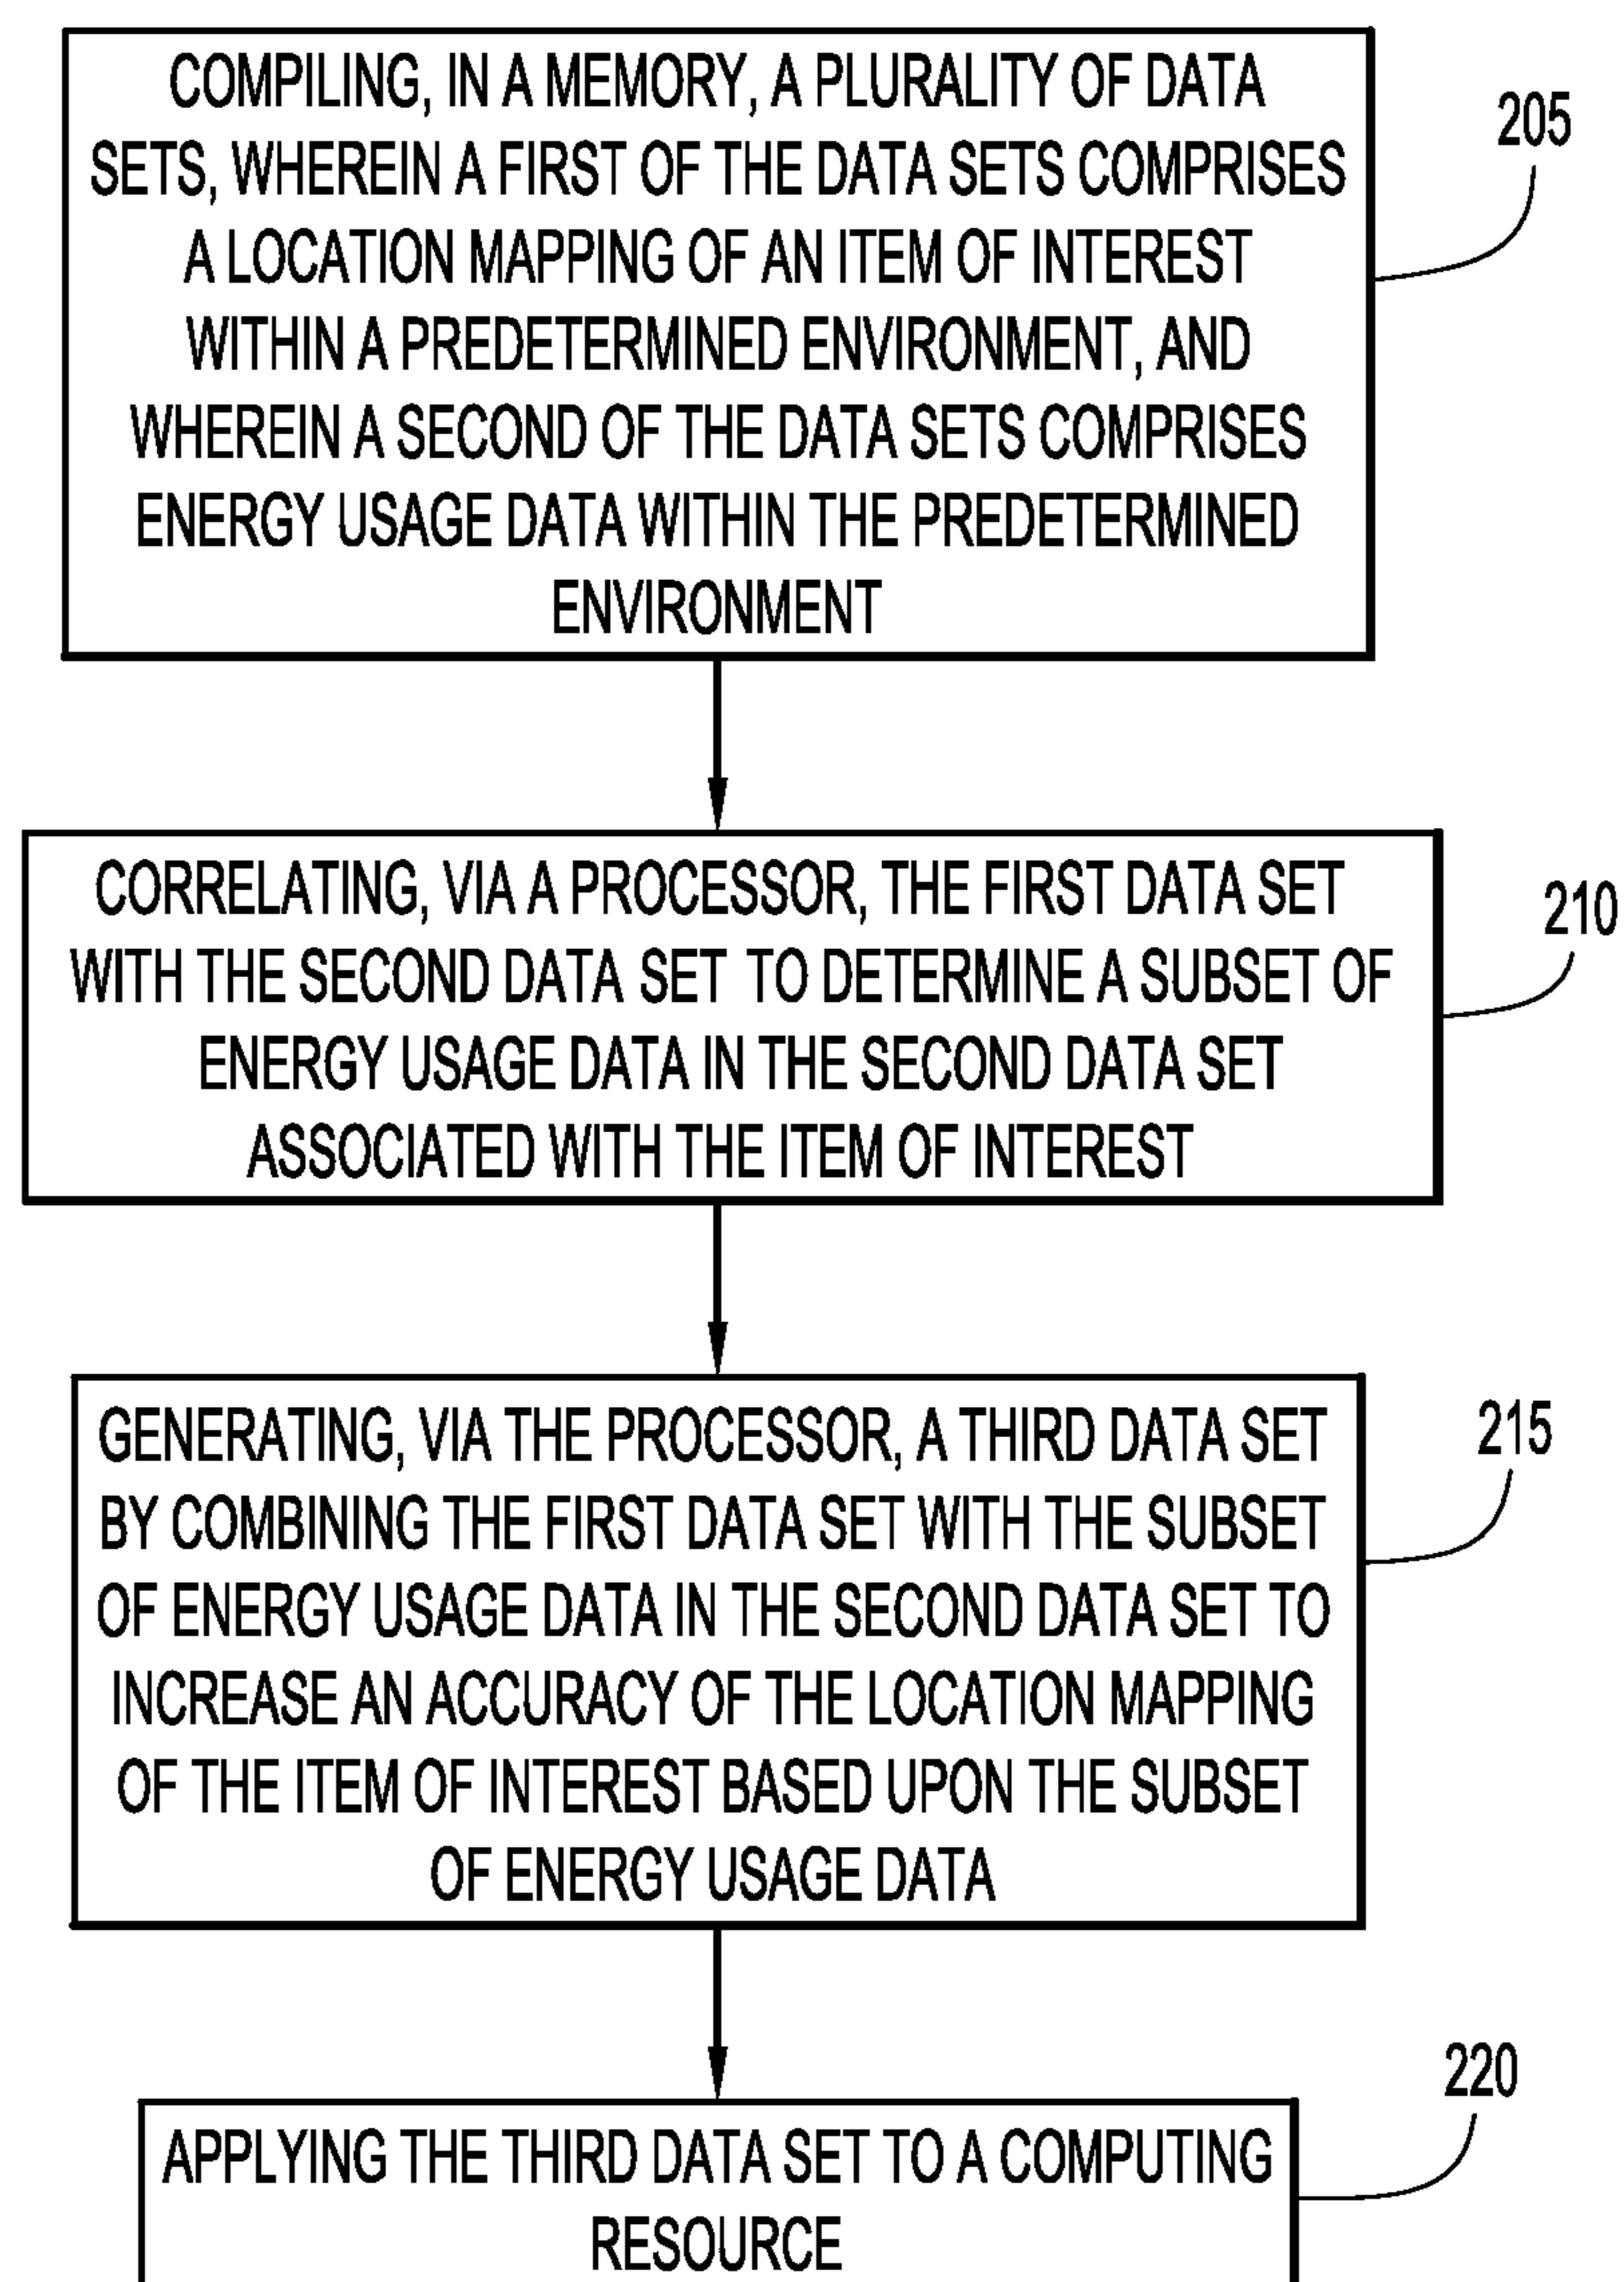 COMPILING, IN A MEMORY, A PLURALITY OF DATA
SETS, WHEREIN A FIRST OF THE DATA SETS COMPRISES
A LOCATION MAPPING OF AN ITEM OF INTEREST
WITHIN A PREDETERMINED ENVIRONMENT, AND
WHEREIN A SECOND OF THE DATA SETS COMPRISES
ENERGY USAGE DATA WITHIN THE PREDETERMINED
ENVIRONMENT
205
CORRELATING, VIA A PROCESSOR, THE FIRST DATA SET
WITH THE SECOND DATA SET TO DETERMINE A SUBSET OF
ENERGY USAGE DATA IN THE SECOND DATA SET
ASSOCIATED WITH THE ITEM OF INTEREST
210
GENERATING, VIA THE PROCESSOR, A THIRD DATA SET
BY COMBINING THE FIRST DATA SET WITH THE SUBSET
OF ENERGY USAGE DATA IN THE SECOND DATA SET TO
INCREASE AN ACCURACY OF THE LOCATION MAPPING
OF THE ITEM OF INTEREST BASED UPON THE SUBSET
OF ENERGY USAGE DATA
215
APPLYING THE THIRD DATA SET TO A COMPUTING
RESOURCE
220